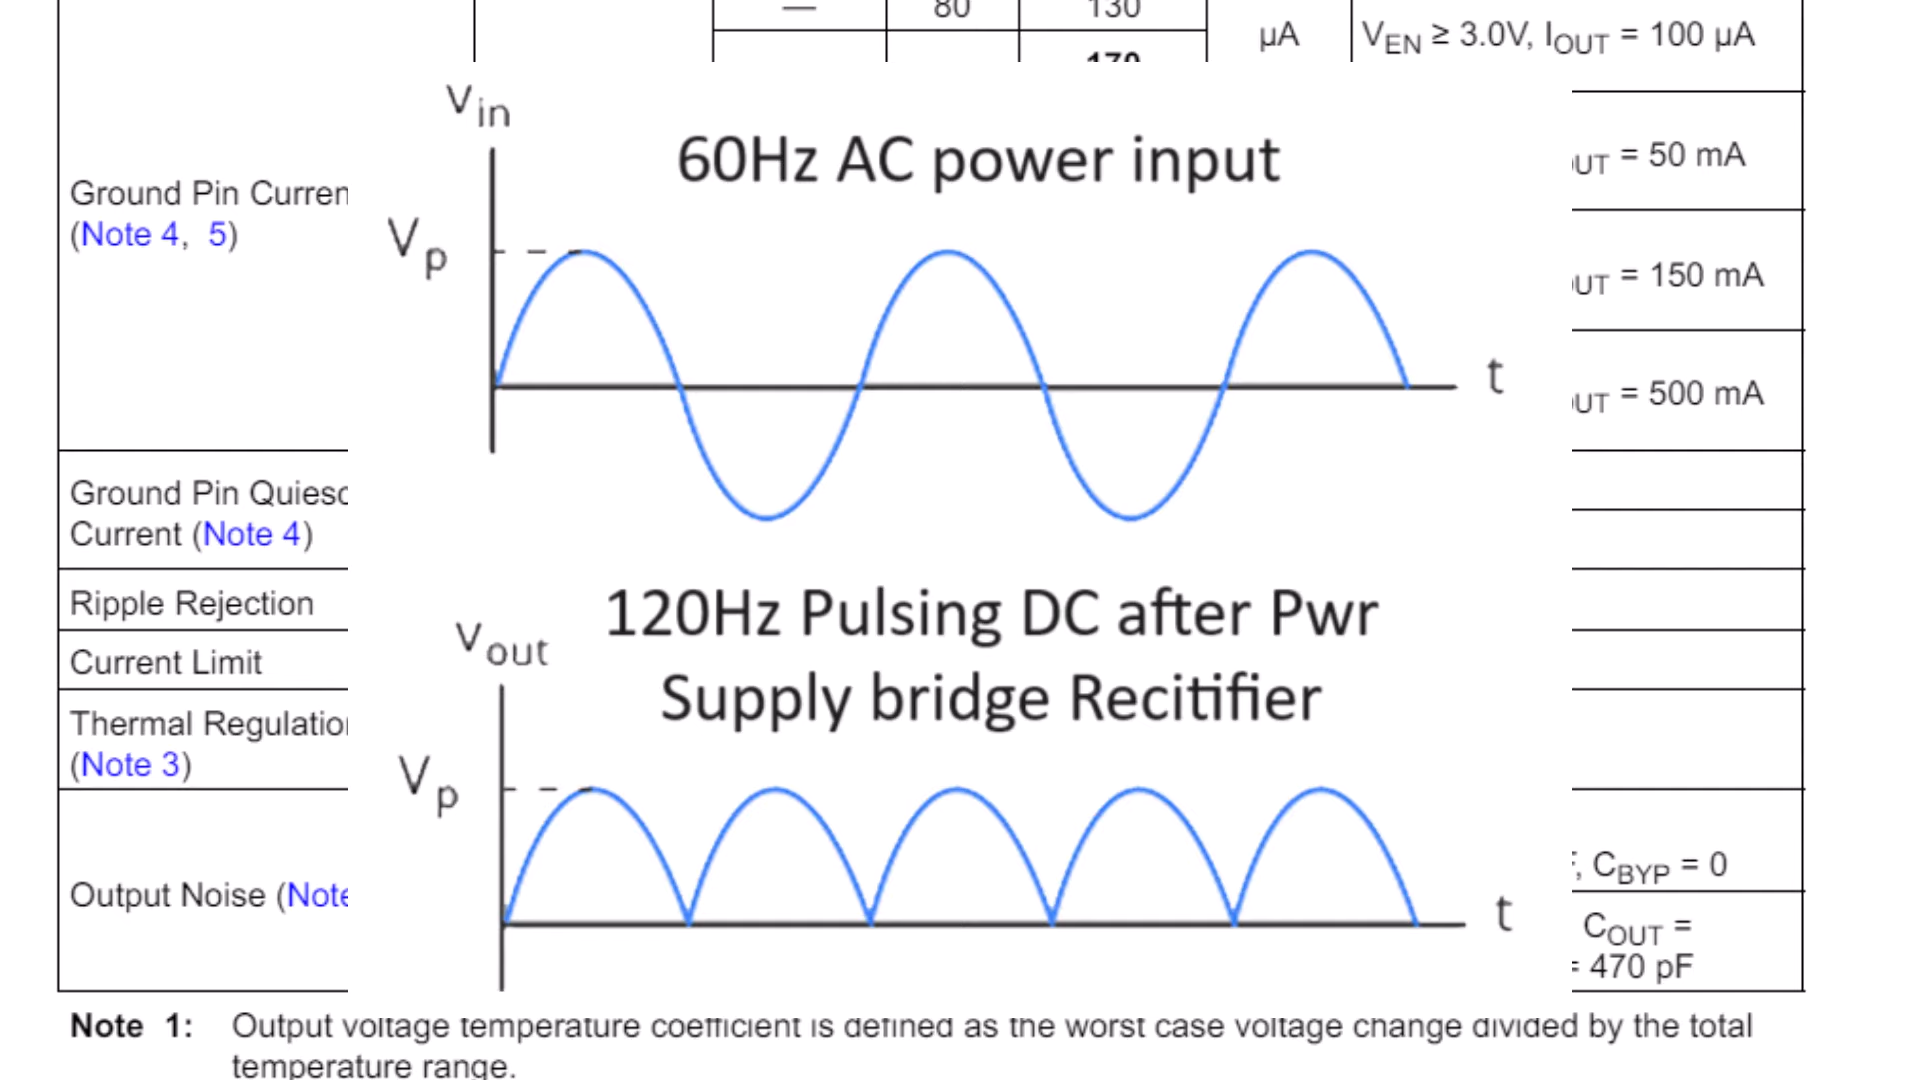 — 80 130
170
µA
VEN ≥ 3.0V, IOUT = 100 µA
Vin
60Hz AC power input
Vp
t
Ground Pin Curren
(Note 4, 5)
UT = 50 mA
UT = 150 mA
UT = 500 mA
Ground Pin Quiesc
Current (Note 4)
Ripple Rejection
Current Limit
Thermal Regulation
(Note 3)
Output Noise (Note
Vout
120Hz Pulsing DC after Pwr
Supply bridge Recitifier
Vp
t
, CBYP = 0
COUT =
= 470 pF
Note 1: Output voltage temperature coefficient is defined as the worst case voltage change divided by the total
temperature range.